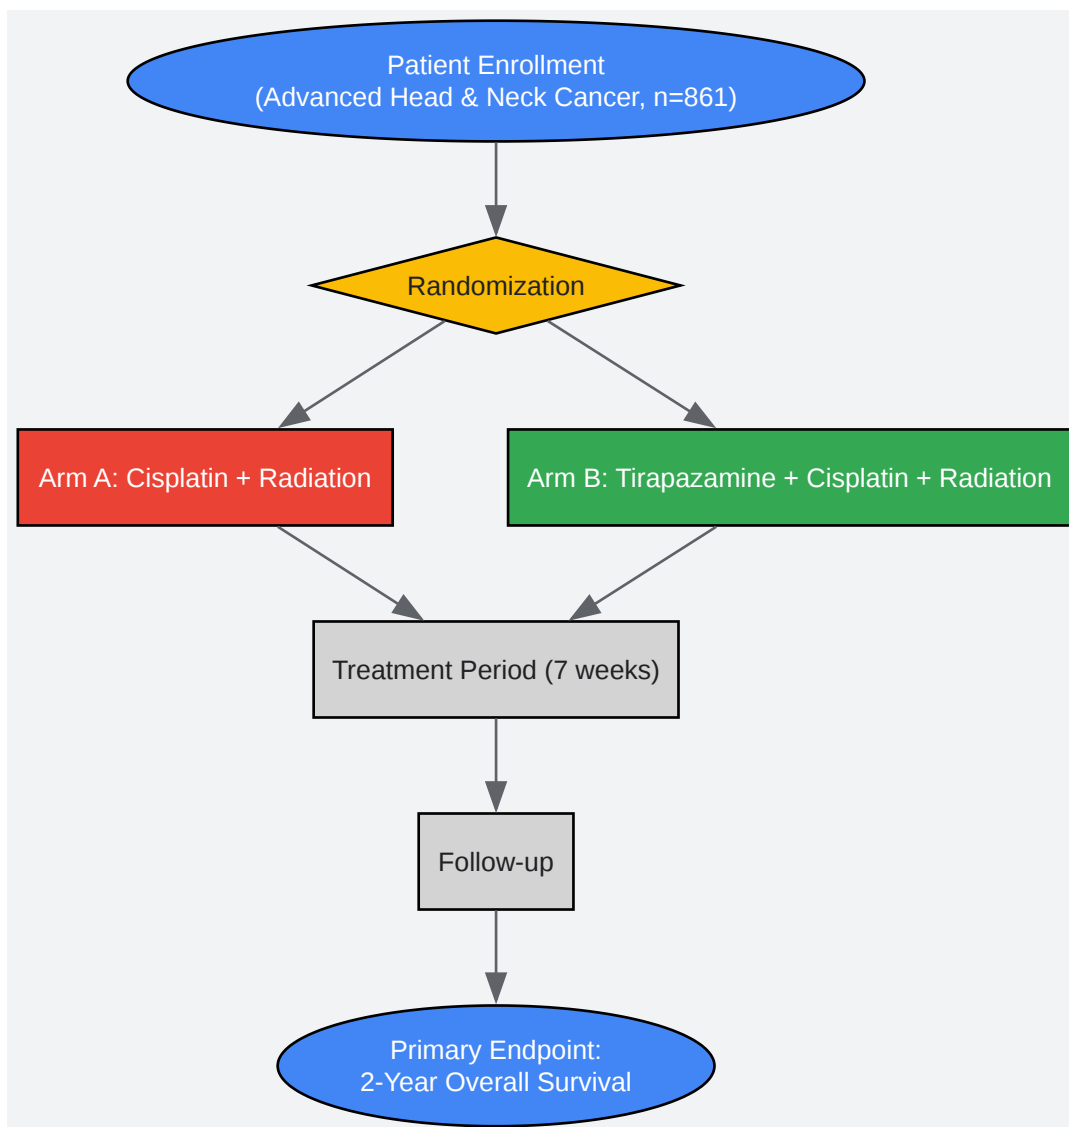 Patient Enrollment
(Advanced Head & Neck Cancer, n=861)
Randomization
Arm A: Cisplatin + Radiation
Arm B: Tirapazamine + Cisplatin + Radiation
Treatment Period (7 weeks)
Follow-up
Primary Endpoint:
2-Year Overall Survival